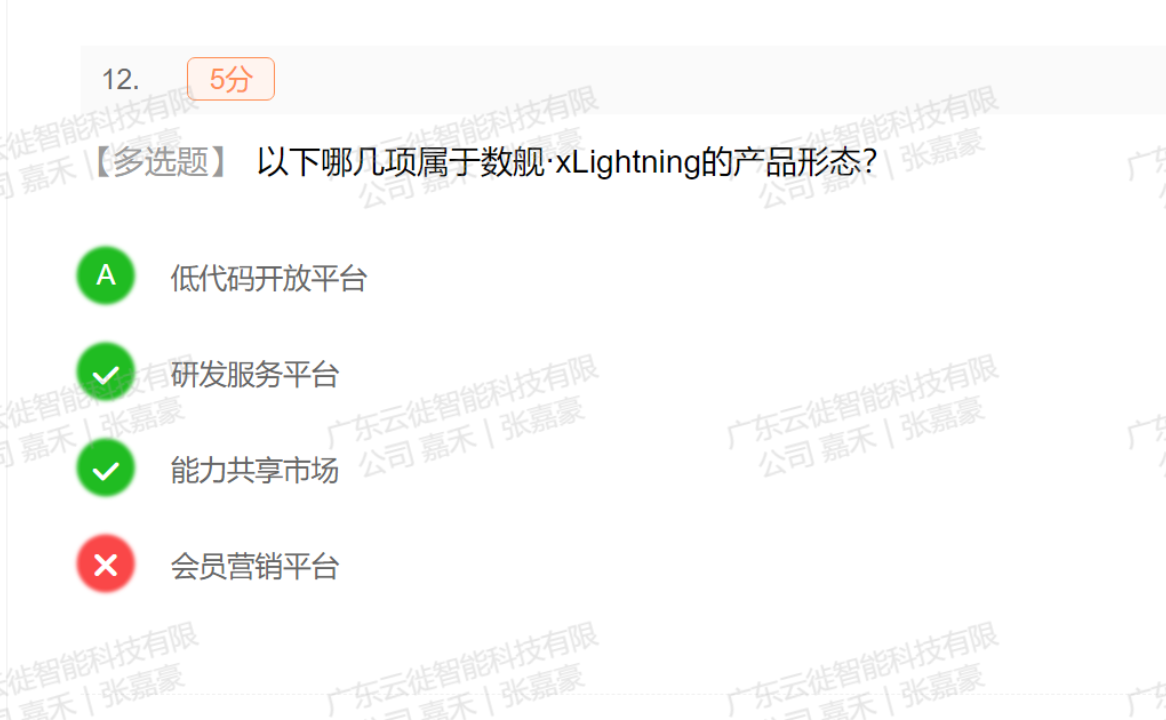 12. 5分
【多选题】 以下哪几项属于数舰·xLightning的产品形态?
A 低代码开放平台
研发服务平台
能力共享市场
会员营销平台
广东云徙智能科技有限
公司 嘉禾 | 张嘉豪